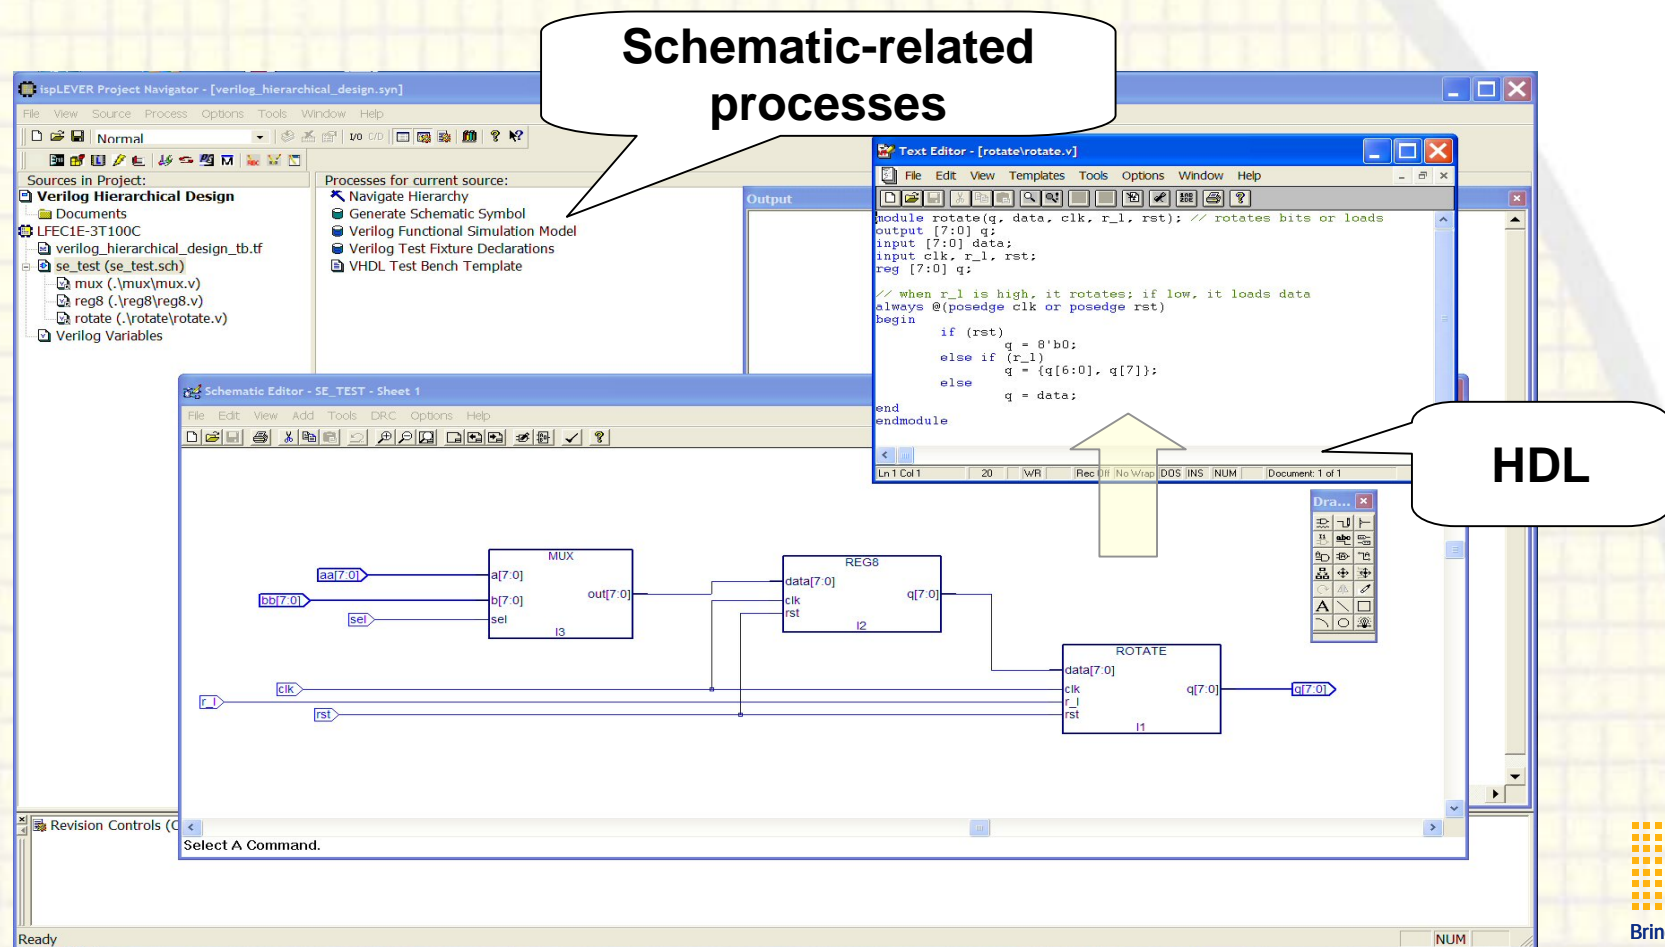 Schematic-related
processes
ispLEVER Project Navigator - [verilog_hierarchical_design.syn]
File View Source Process Options Tools Window Help
Normal
I/O C/D
Sources in Project:
Verilog Hierarchical Design
Documents
LFEC1E-3T100C
verilog_hierarchical_design_tb.tf
se_test (se_test.sch)
mux (.\mux\mux.v)
reg8 (.\reg8\reg8.v)
rotate (.\rotate\rotate.v)
Verilog Variables
Processes for current source:
Navigate Hierarchy
Generate Schematic Symbol
Verilog Functional Simulation Model
Verilog Test Fixture Declarations
VHDL Test Bench Template
Output
Text Editor - [rotate\rotate.v]
File Edit View Templates Tools Options Window Help
module rotate(q, data, clk, r_l, rst); // rotates bits or loads
output [7:0] q;
input [7:0] data;
input clk, r_l, rst;
reg [7:0] q;
// when r_l is high, it rotates; if low, it loads data
always @(posedge clk or posedge rst)
begin
if (rst)
q = 8'b0;
else if (r_l)
q = {q[6:0], q[7]};
else
q = data;
end
endmodule
Ln 1 Col 1 20 WR Rec Off No Wrap DOS INS NUM Document: 1 of 1
HDL
Schematic Editor - SE_TEST - Sheet 1
File Edit View Add Tools DRC Options Help
Dra...
MUX
aa[7:0]
a[7:0]
bb[7:0]
b[7:0]
out[7:0]
sel
sel
I3
REG8
data[7:0]
clk
q[7:0]
rst
I2
ROTATE
data[7:0]
clk
clk
q[7:0]
q[7:0]
r_l
r_l
rst
rst
I1
Select A Command.
Revision Controls (C
Ready
NUM
Brin